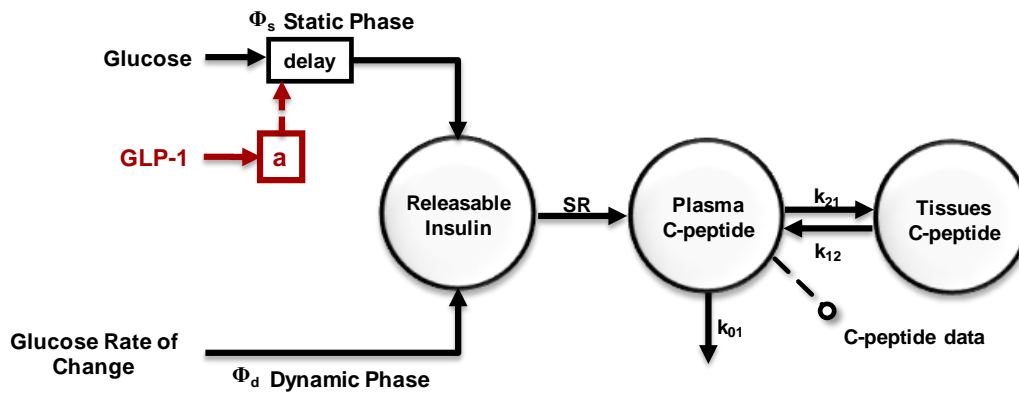 Φs Static Phase
Glucose
delay
GLP-1
a
Releasable
Insulin
SR
Plasma
C-peptide
k21
k12
Tissues
C-peptide
k01
C-peptide data
Glucose Rate of
Change
Φd Dynamic Phase